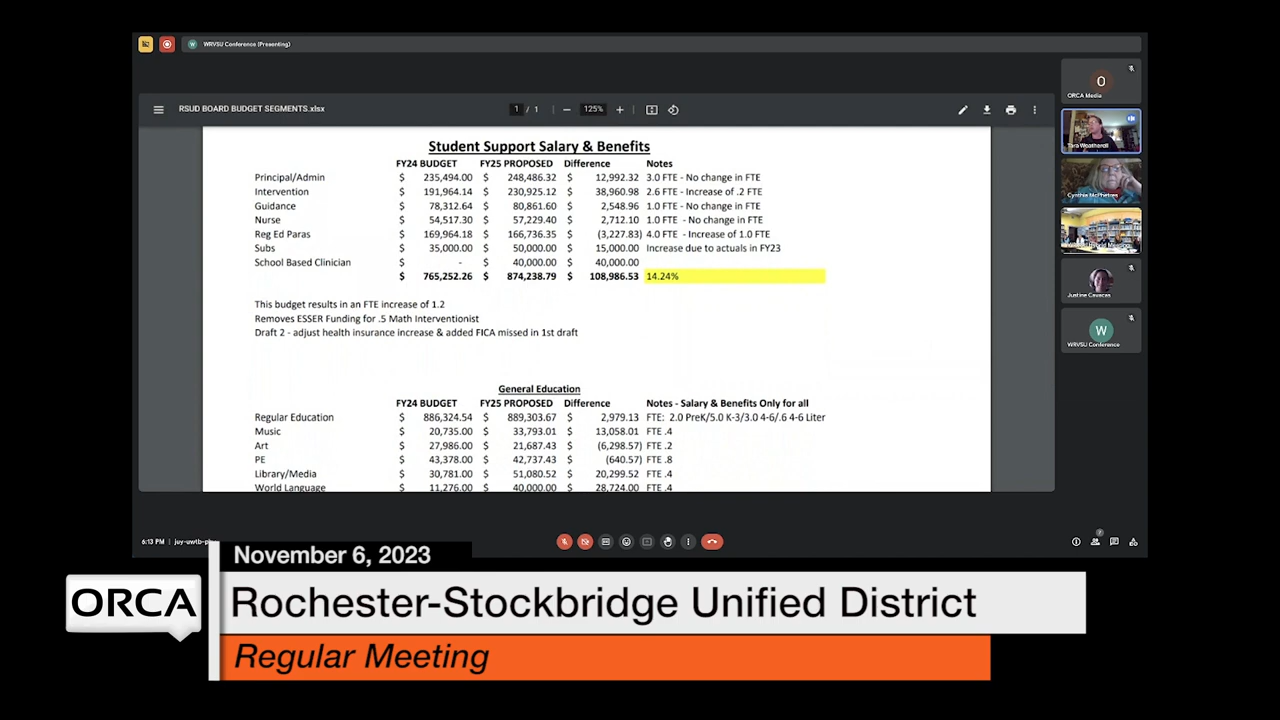 WRVSU Conference (Presenting)
RSUD BOARD BUDGET SEGMENTS.xlsx
1 / 1
125%
Student Support Salary & Benefits
FY24 BUDGET FY25 PROPOSED Difference Notes
Principal/Admin $ 235,494.00 $ 248,486.32 $ 12,992.32 3.0 FTE - No change in FTE
Intervention $ 191,964.14 $ 230,925.12 $ 38,960.98 2.6 FTE - Increase of .2 FTE
Guidance $ 78,312.64 $ 80,861.60 $ 2,548.96 1.0 FTE - No change in FTE
Nurse $ 54,517.30 $ 57,229.40 $ 2,712.10 1.0 FTE - No change in FTE
Reg Ed Paras $ 169,964.18 $ 166,736.35 $ (3,227.83) 4.0 FTE - Increase of 1.0 FTE
Subs $ 35,000.00 $ 50,000.00 $ 15,000.00 Increase due to actuals in FY23
School Based Clinician $ - $ 40,000.00 $ 40,000.00
$ 765,252.26 $ 874,238.79 $ 108,986.53 14.24%
This budget results in an FTE increase of 1.2
Removes ESSER Funding for .5 Math Interventionist
Draft 2 - adjust health insurance increase & added FICA missed in 1st draft
General Education
FY24 BUDGET FY25 PROPOSED Difference Notes - Salary & Benefits Only for all
Regular Education $ 886,324.54 $ 889,303.67 $ 2,979.13 FTE: 2.0 PreK/5.0 K-3/3.0 4-6/.6 4-6 Liter
Music $ 20,735.00 $ 33,793.01 $ 13,058.01 FTE .4
Art $ 27,986.00 $ 21,687.43 $ (6,298.57) FTE .2
PE $ 43,378.00 $ 42,737.43 $ (640.57) FTE .8
Library/Media $ 30,781.00 $ 51,080.52 $ 20,299.52 FTE .4
World Language $ 11,276.00 $ 40,000.00 $ 28,724.00 FTE .4
O
ORCA Media
Tara Weatherell
Cynthia McPhetres
Justine Cavacas
W
WRVSU Conference
6:13 PM
November 6, 2023
ORCA
Rochester-Stockbridge Unified District
Regular Meeting